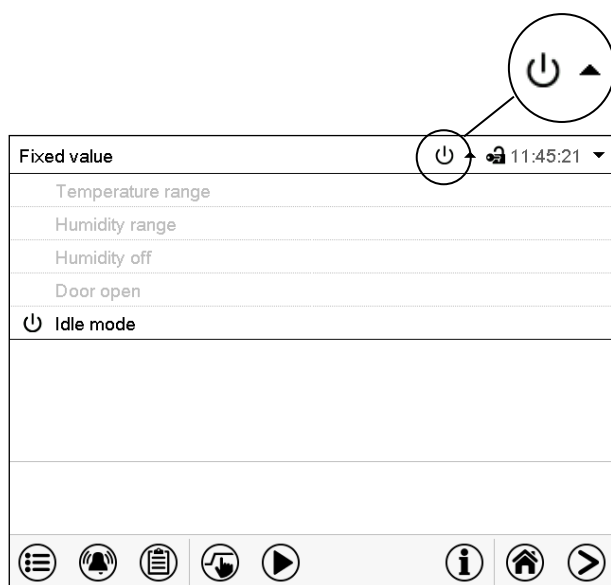 Fixed value 11:45:21
Temperature range
Humidity range
Humidity off
Door open
Idle mode